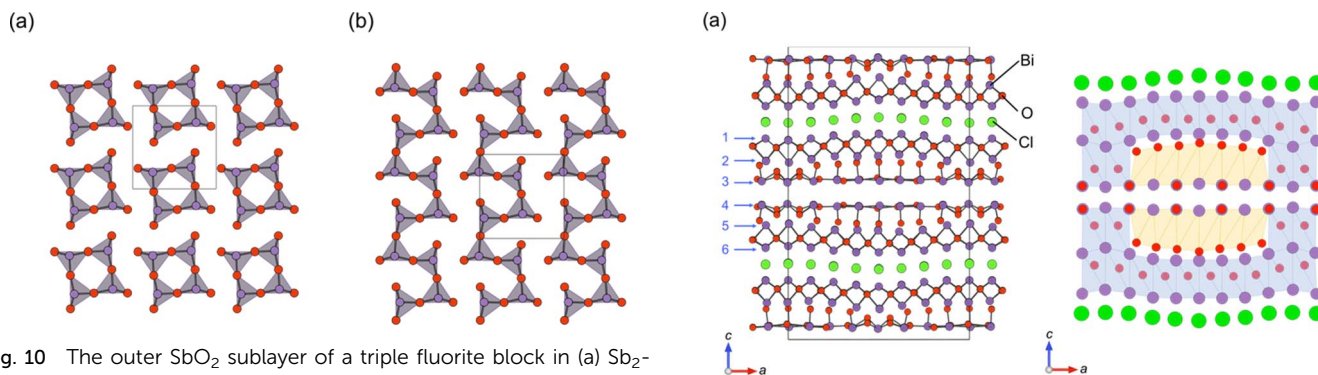 (a)
(b)
g. 10 The outer SbO₂ sublayer of a triple fluorite block in (a) Sb₂-
(a)
Bi
O
Cl
1
2
3
4
5
6
c
a
c
a